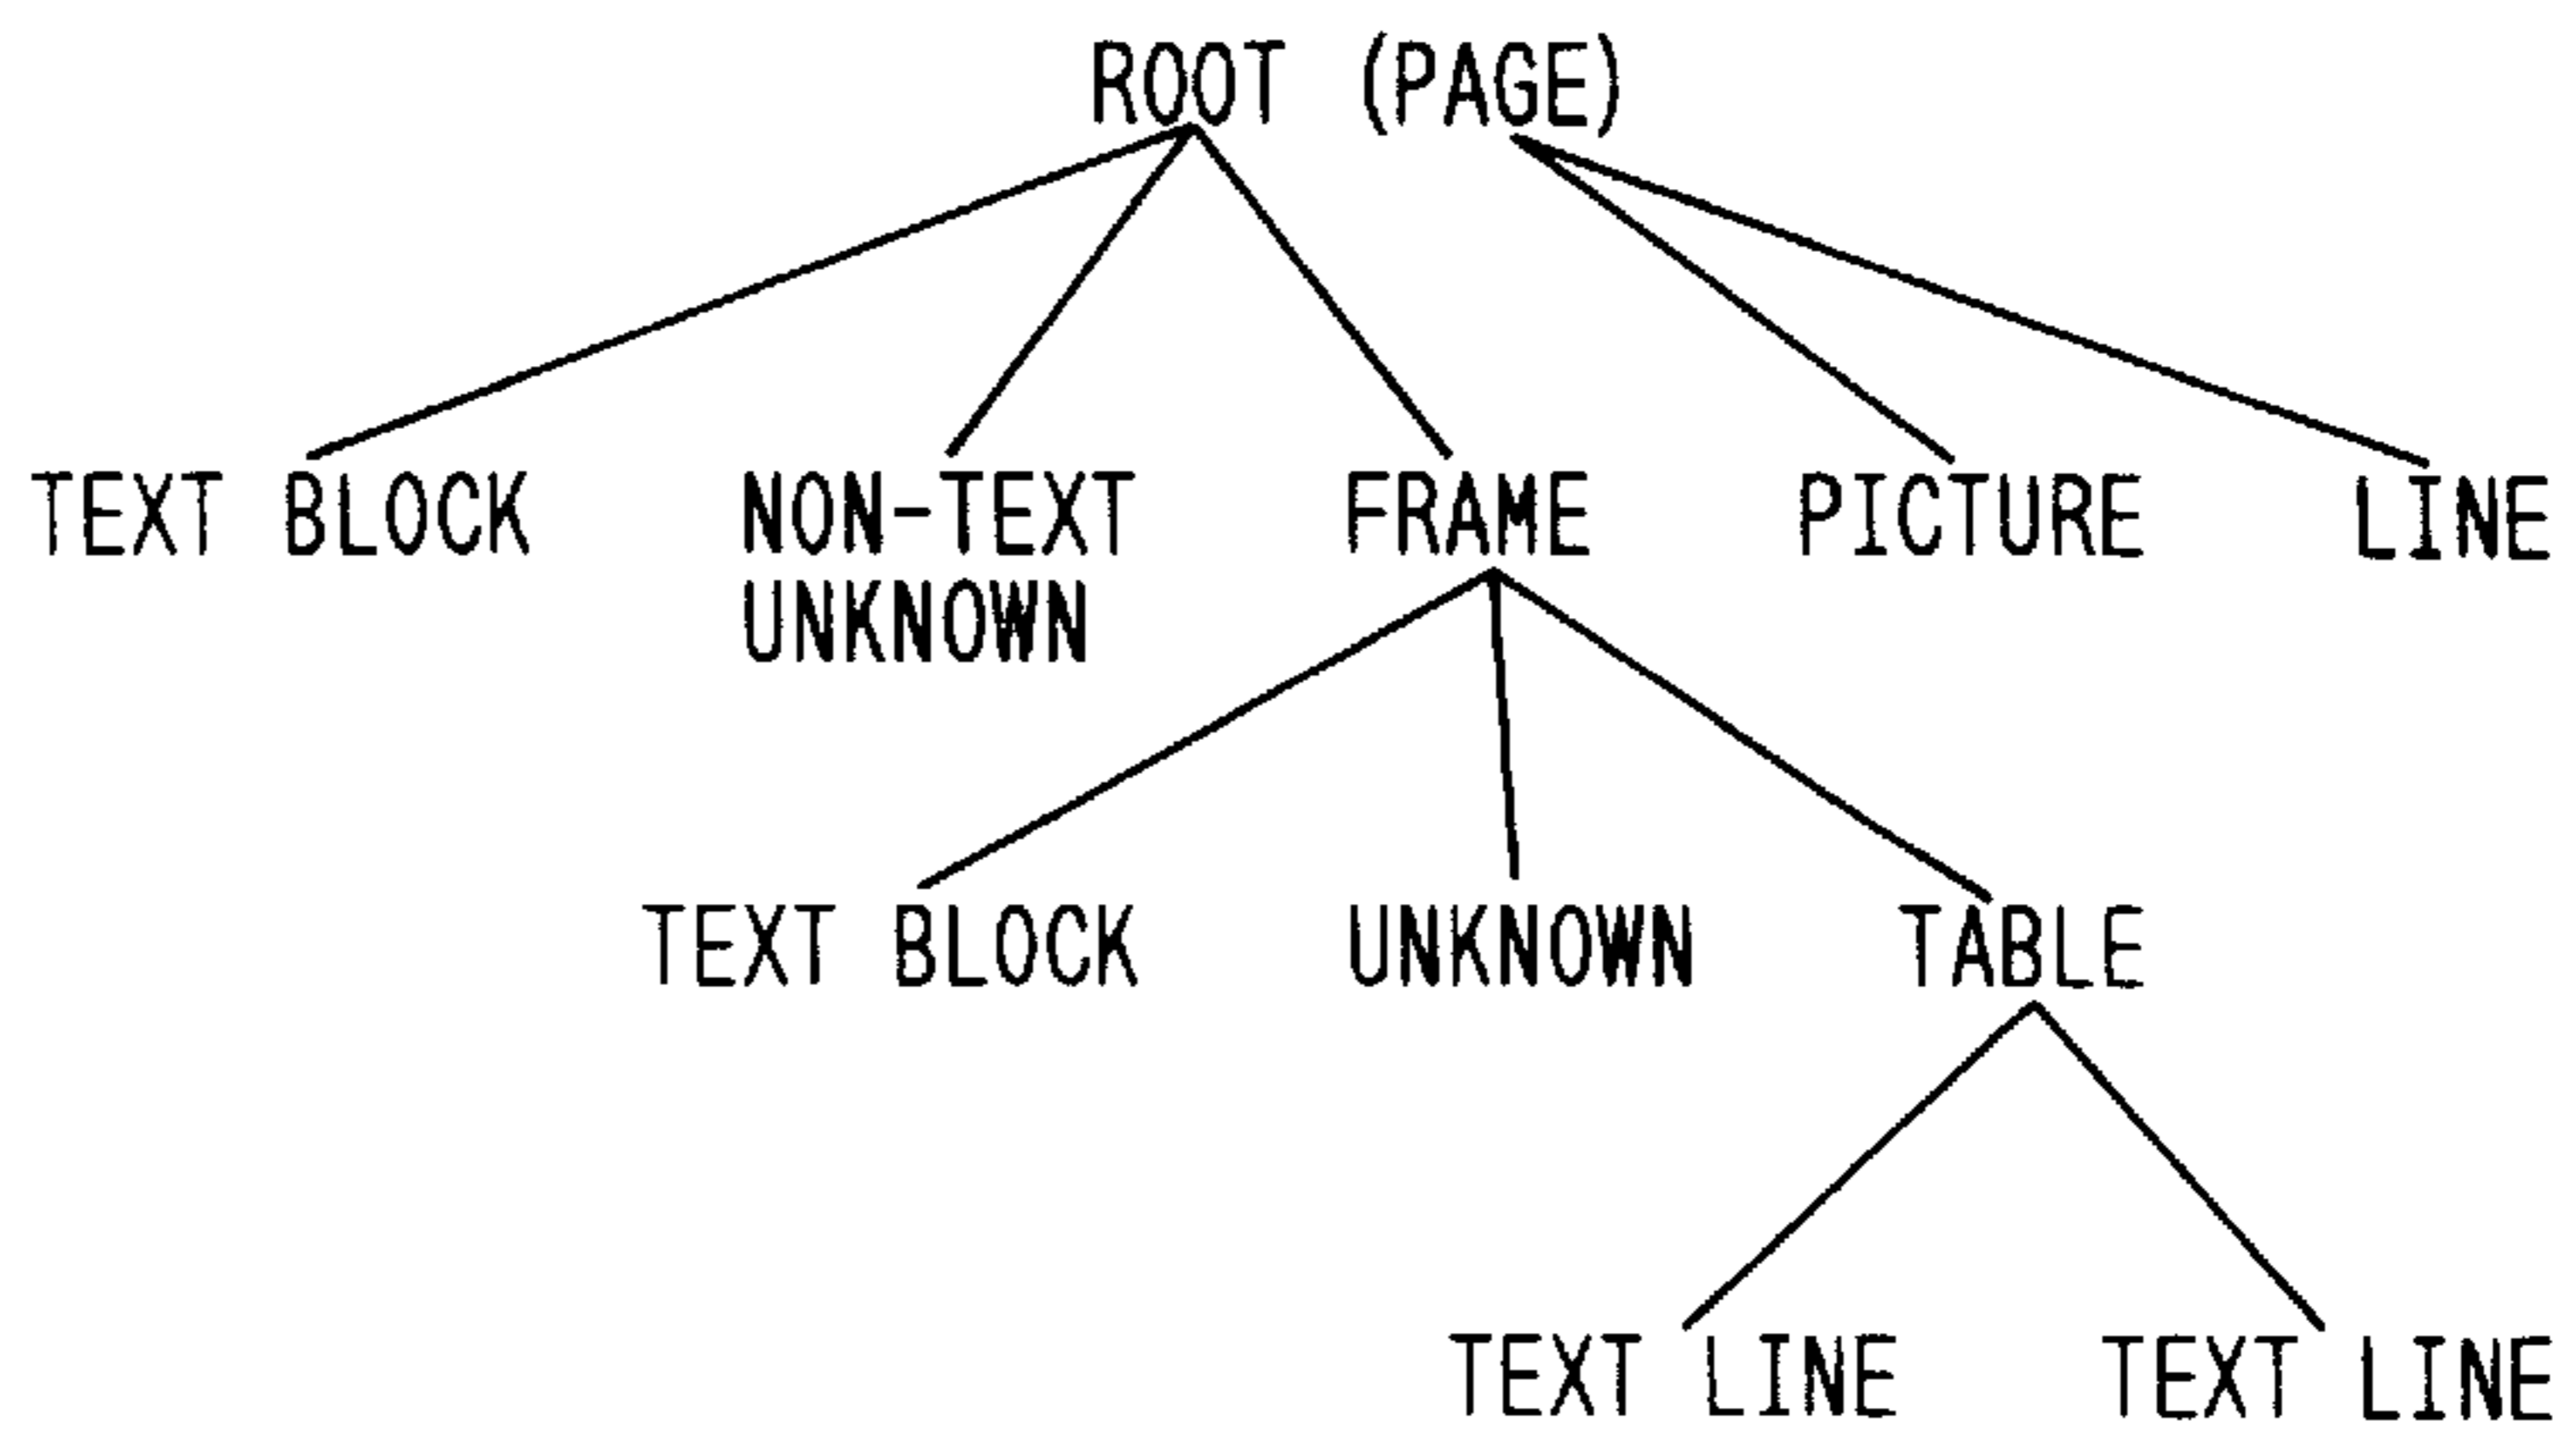 ROOT (PAGE)
TEXT BLOCK
NON-TEXT
UNKNOWN
FRAME
PICTURE
LINE
TEXT BLOCK
UNKNOWN
TABLE
TEXT LINE
TEXT LINE